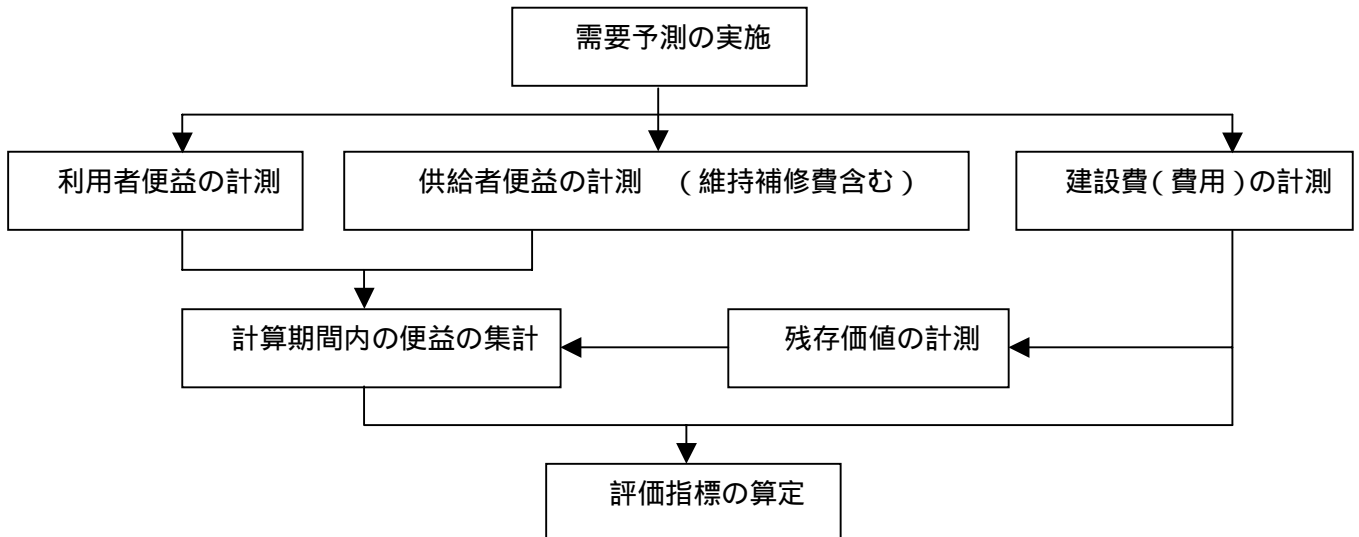 需要予測の実施
利用者便益の計測
供給者便益の計測 (維持補修費含む)
建設費(費用)の計測
計算期間内の便益の集計
残存価値の計測
評価指標の算定